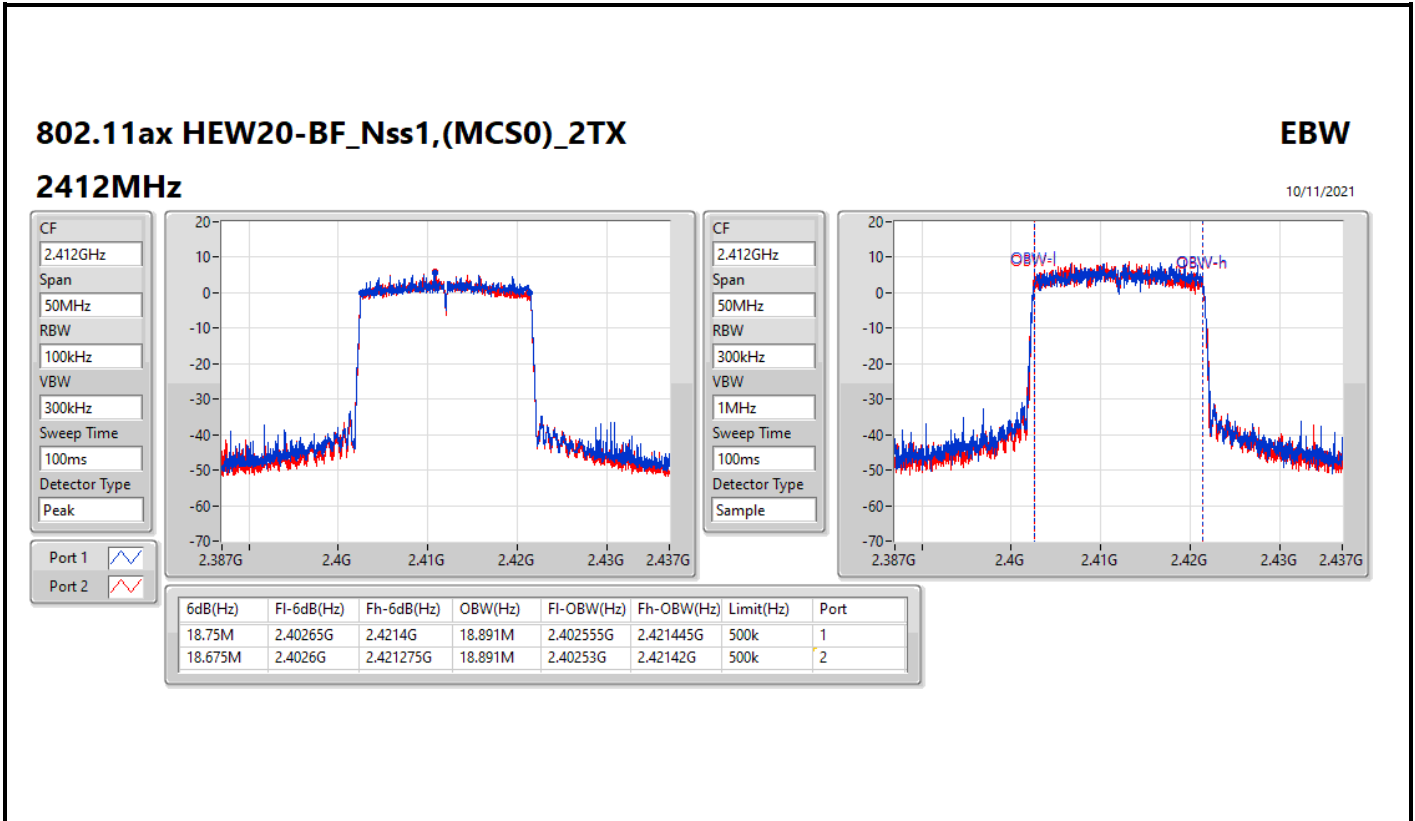 802.11ax HEW20-BF_Nss1,(MCS0)_2TX EBW
2412MHz 10/11/2021
CF
2.412GHz
Span
50MHz
RBW
100kHz
VBW
300kHz
Sweep Time
100ms
Detector Type
Peak
Port 1
Port 2
20
10
0
-10
-20
-30
-40
-50
-60
-70
2.387G 2.4G 2.41G 2.42G 2.43G 2.437G
CF
2.412GHz
Span
50MHz
RBW
300kHz
VBW
1MHz
Sweep Time
100ms
Detector Type
Sample
20
10
0
-10
-20
-30
-40
-50
-60
-70
OBW-l OBW-h
2.387G 2.4G 2.41G 2.42G 2.43G 2.437G
6dB(Hz) Fl-6dB(Hz) Fh-6dB(Hz) OBW(Hz) Fl-OBW(Hz) Fh-OBW(Hz) Limit(Hz) Port
18.75M 2.40265G 2.4214G 18.891M 2.402555G 2.421445G 500k 1
18.675M 2.4026G 2.421275G 18.891M 2.40253G 2.42142G 500k 2